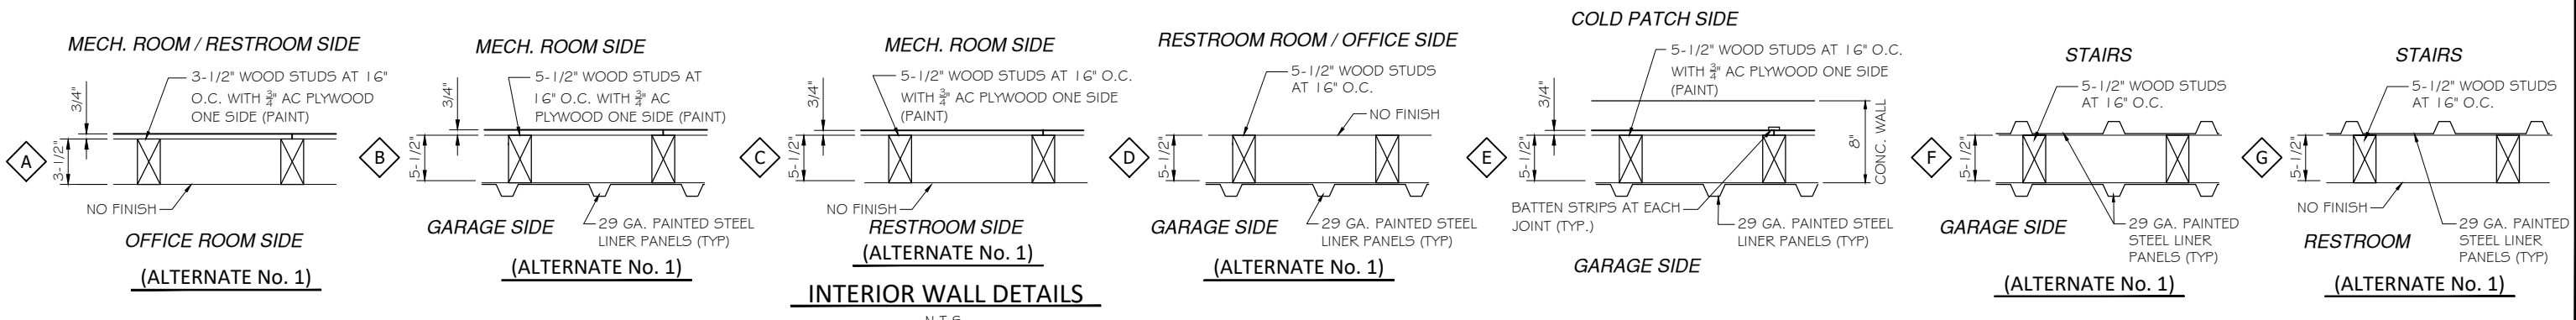 MECH. ROOM / RESTROOM SIDE
3-1/2" WOOD STUDS AT 16"
O.C. WITH 3/4" AC PLYWOOD
ONE SIDE (PAINT)
3/4"
A
3-1/2"
NO FINISH
OFFICE ROOM SIDE
(ALTERNATE No. 1)
MECH. ROOM SIDE
5-1/2" WOOD STUDS AT
16" O.C. WITH 3/4" AC
PLYWOOD ONE SIDE (PAINT)
3/4"
B
5-1/2"
GARAGE SIDE
29 GA. PAINTED STEEL
LINER PANELS (TYP)
(ALTERNATE No. 1)
MECH. ROOM SIDE
5-1/2" WOOD STUDS AT 16" O.C.
WITH 3/4" AC PLYWOOD ONE SIDE
(PAINT)
3/4"
C
5-1/2"
NO FINISH
RESTROOM SIDE
(ALTERNATE No. 1)
INTERIOR WALL DETAILS
N.T.S.
RESTROOM ROOM / OFFICE SIDE
5-1/2" WOOD STUDS
AT 16" O.C.
NO FINISH
D
5-1/2"
GARAGE SIDE
29 GA. PAINTED STEEL
LINER PANELS (TYP)
(ALTERNATE No. 1)
COLD PATCH SIDE
5-1/2" WOOD STUDS AT 16" O.C.
WITH 3/4" AC PLYWOOD ONE SIDE
(PAINT)
3/4"
E
5-1/2"
8"
CONC. WALL
BATTEN STRIPS AT EACH
JOINT (TYP.)
29 GA. PAINTED STEEL
LINER PANELS (TYP)
GARAGE SIDE
STAIRS
5-1/2" WOOD STUDS
AT 16" O.C.
F
5-1/2"
GARAGE SIDE
29 GA. PAINTED
STEEL LINER
PANELS (TYP)
(ALTERNATE No. 1)
STAIRS
5-1/2" WOOD STUDS
AT 16" O.C.
G
5-1/2"
NO FINISH
RESTROOM
29 GA. PAINTED
STEEL LINER
PANELS (TYP)
(ALTERNATE No. 1)